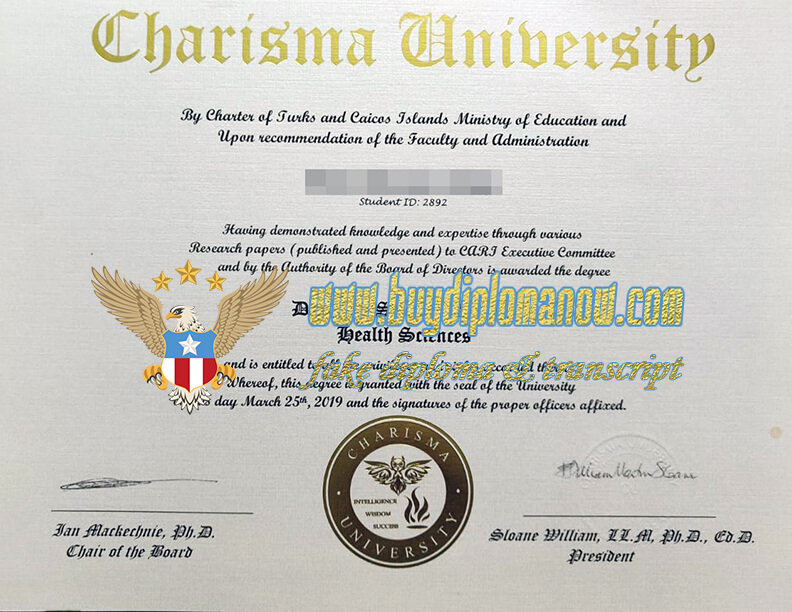 Charisma University
By Charter of Turks and Caicos Islands Ministry of Education and
Upon recommendation of the Faculty and Administration
Student ID: 2892
Having demonstrated knowledge and expertise through various
Research papers (published and presented) to CARI Executive Committee
and by the Authority of the Board of Directors is awarded the degree
www.buydiplomanow.com
Health Sciences
and is entitled
fake diploma & transcript
Whereof, this degree is granted with the seal of the University
day March 25th, 2019 and the signatures of the proper officers affixed.
CHARISMA
INTELLIGENCE
WISDOM
SUCCESS
UNIVERSITY
Ian Mackechnie, Ph.D.
Chair of the Board
Sloane William, LL.M, Ph.D., Ed.D.
President